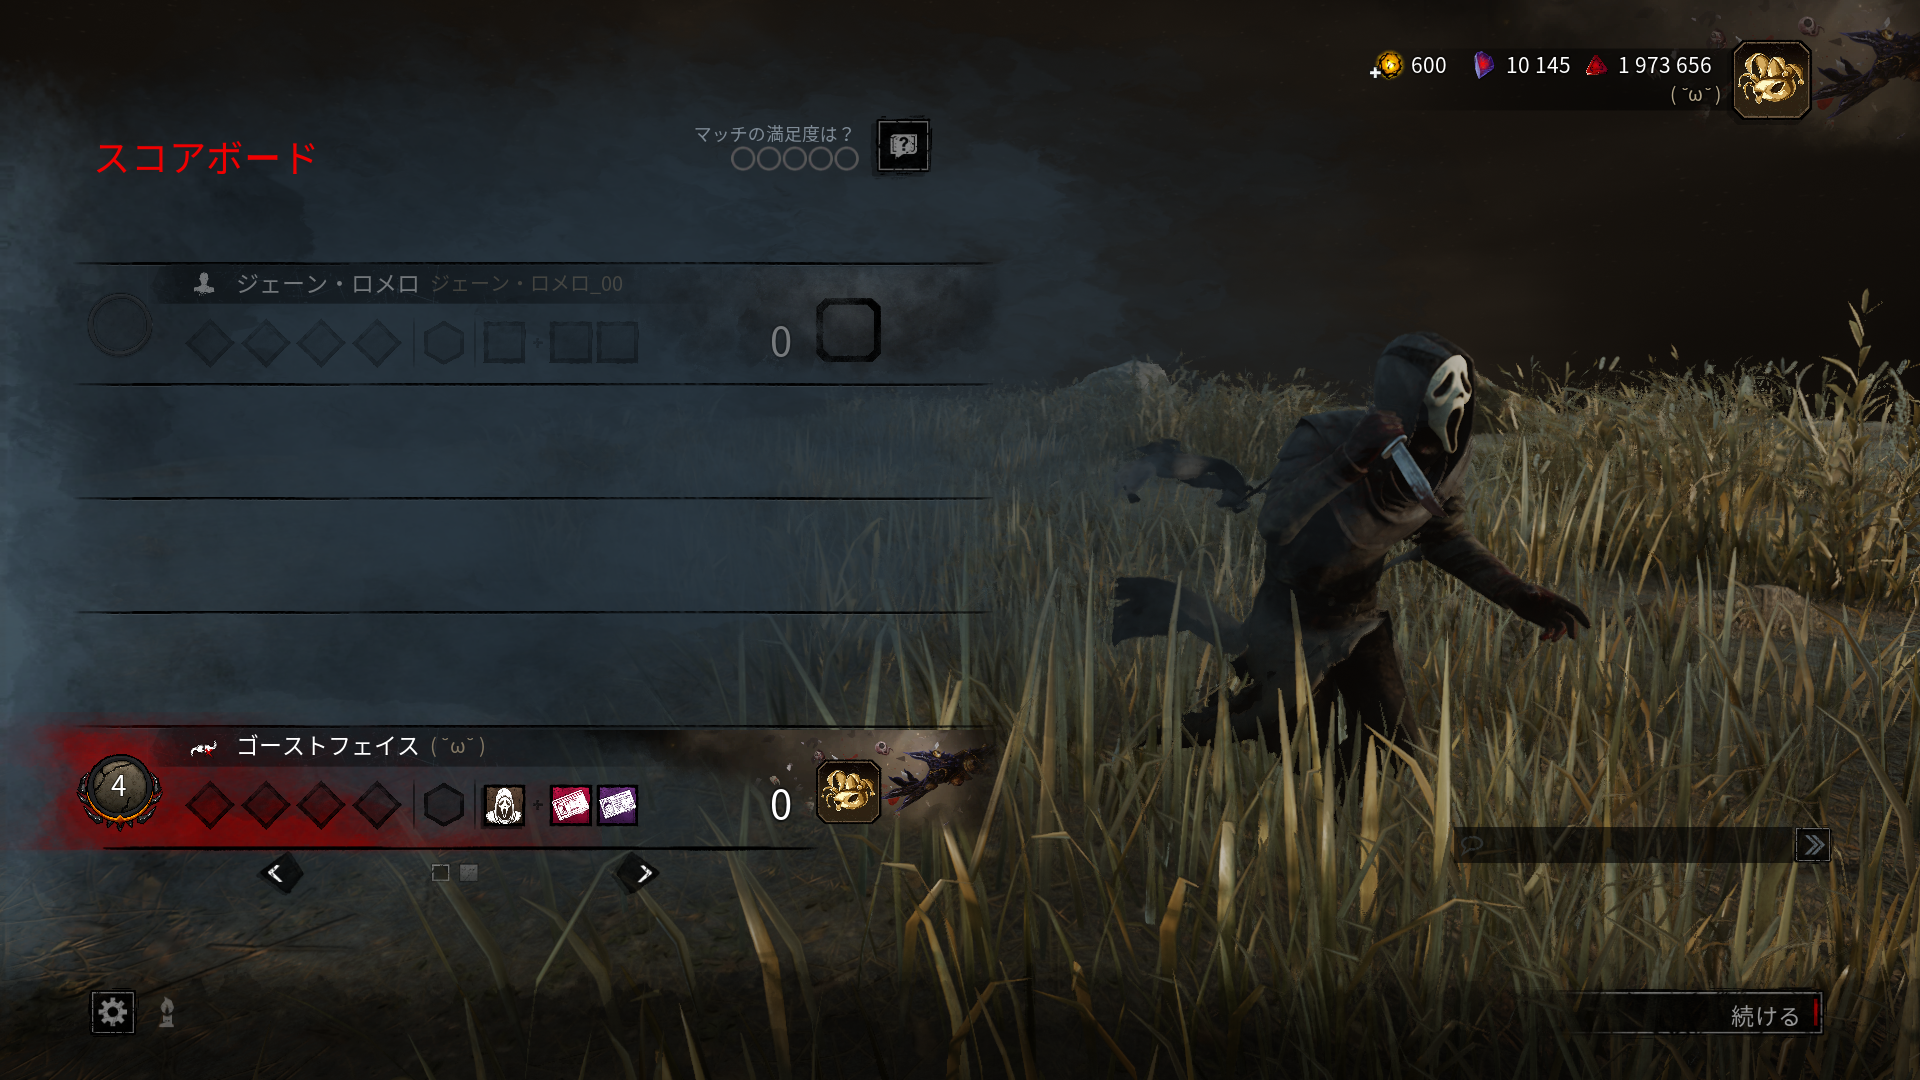 600 10 145 1 973 656
(˘ω˘)
マッチの満足度は？
スコアボード
ジェーン・ロメロ ジェーン・ロメロ_00
0
ゴーストフェイス (˘ω˘)
4
0
続ける